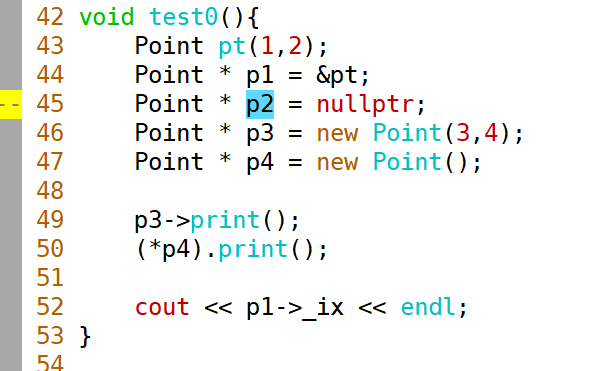 42 void test0(){
43     Point pt(1,2);
44     Point * p1 = &pt;
-- 45     Point * p2 = nullptr;
46     Point * p3 = new Point(3,4);
47     Point * p4 = new Point();
48
49     p3->print();
50     (*p4).print();
51
52     cout << p1->_ix << endl;
53 }
54